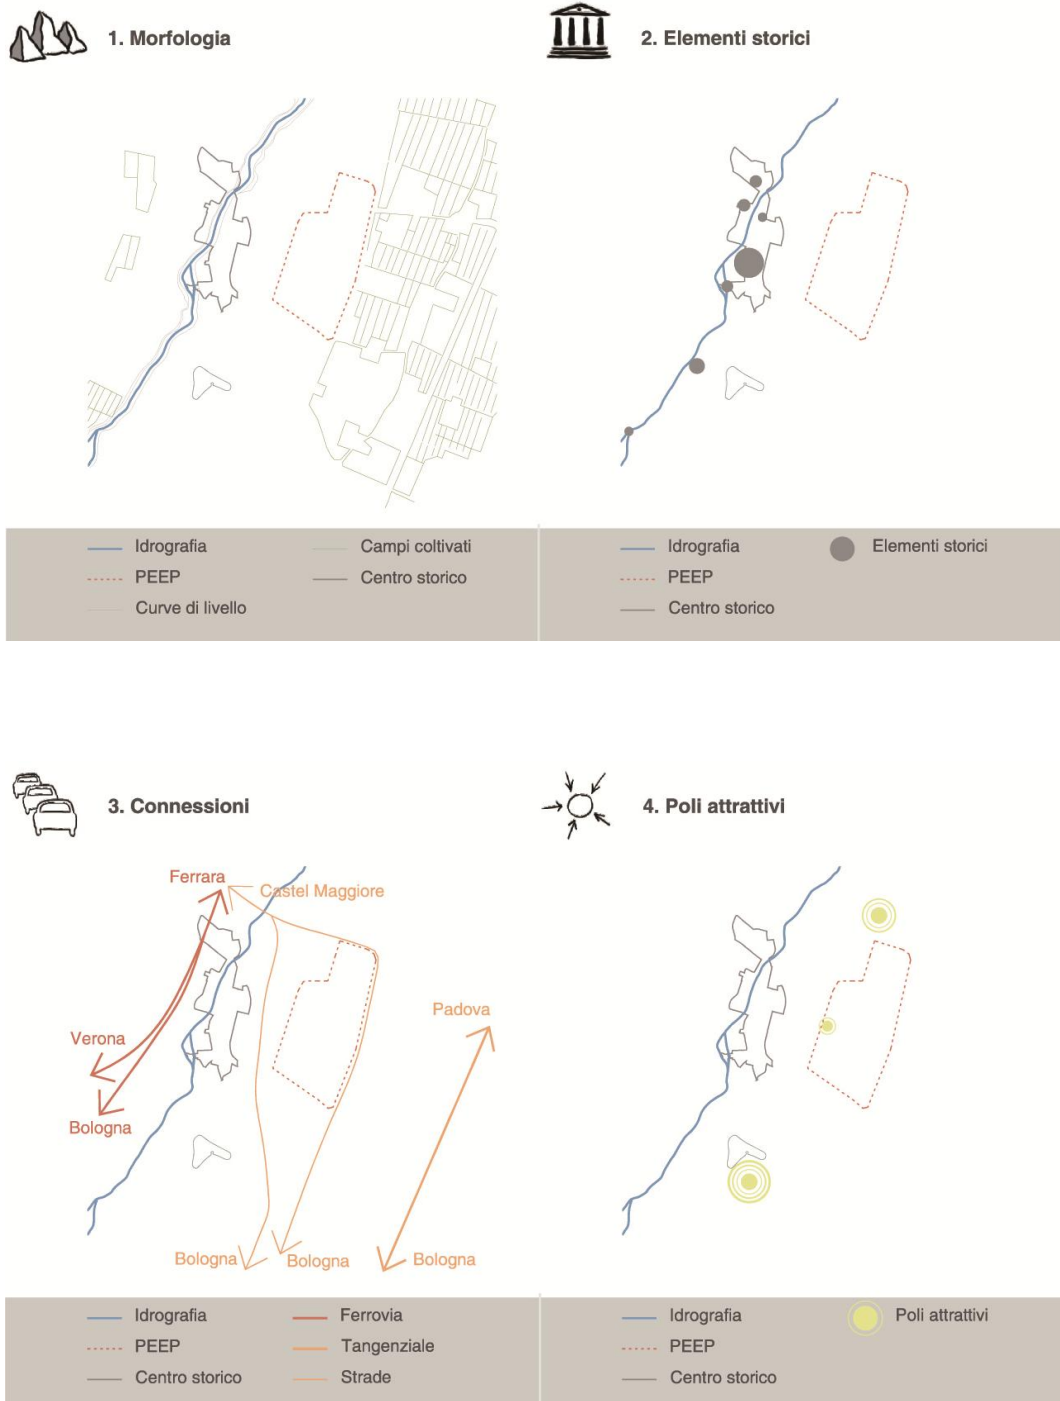 1. Morfologia
2. Elementi storici
Idrografia
PEEP
Curve di livello
Campi coltivati
Centro storico
Idrografia
PEEP
Centro storico
Elementi storici
3. Connessioni
4. Poli attrattivi
Ferrara
Castel Maggiore
Padova
Verona
Bologna
Bologna
Bologna
Bologna
Idrografia
PEEP
Centro storico
Ferrovia
Tangenziale
Strade
Idrografia
PEEP
Centro storico
Poli attrattivi